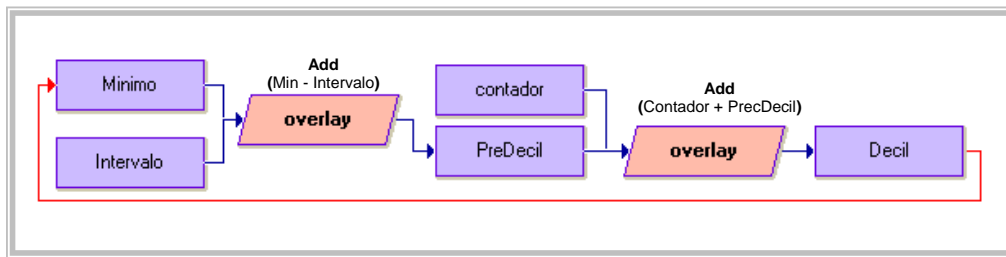 Add
(Min - Intervalo)
Minimo
Intervalo
overlay
contador
PreDecil
Add
(Contador + PrecDecil)
overlay
Decil